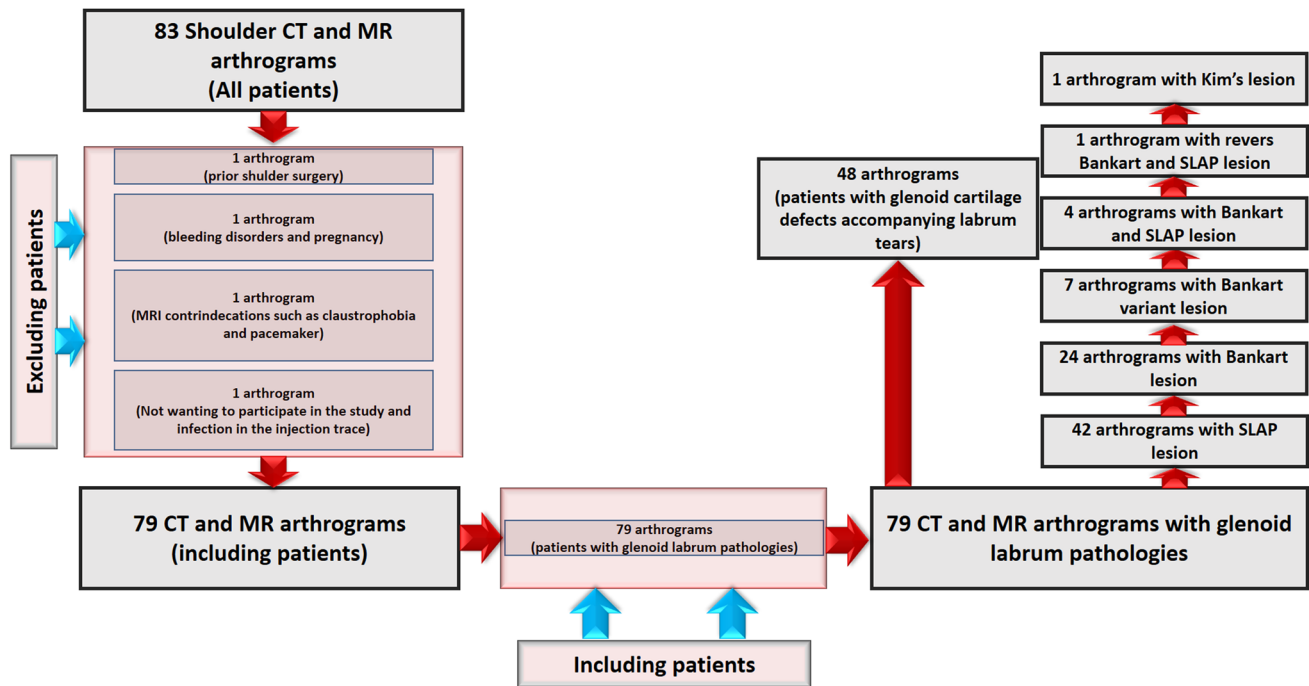 83 Shoulder CT and MR
arthrograms
(All patients)
Excluding patients
1 arthrogram
(prior shulder surgery)
1 arthrogram
(bleeding disorders and pregnancy)
1 arthrogram
(MRI contrindecations such as claustrophobia
and pacemaker)
1 arthrogram
(Not wanting to participate in the study and
infection in the injection trace)
79 CT and MR arthrograms
(including patients)
79 arthrograms
(patients with glenoid labrum pathologies)
Including patients
79 CT and MR arthrograms with glenoid
labrum pathologies
48 arthrograms
(patients with glenoid cartilage
defects accompanying labrum
tears)
1 arthrogram with Kim's lesion
1 arthrogram with revers
Bankart and SLAP lesion
4 arthrograms with Bankart
and SLAP lesion
7 arthrograms with Bankart
variant lesion
24 arthrograms with Bankart
lesion
42 arthrograms with SLAP
lesion